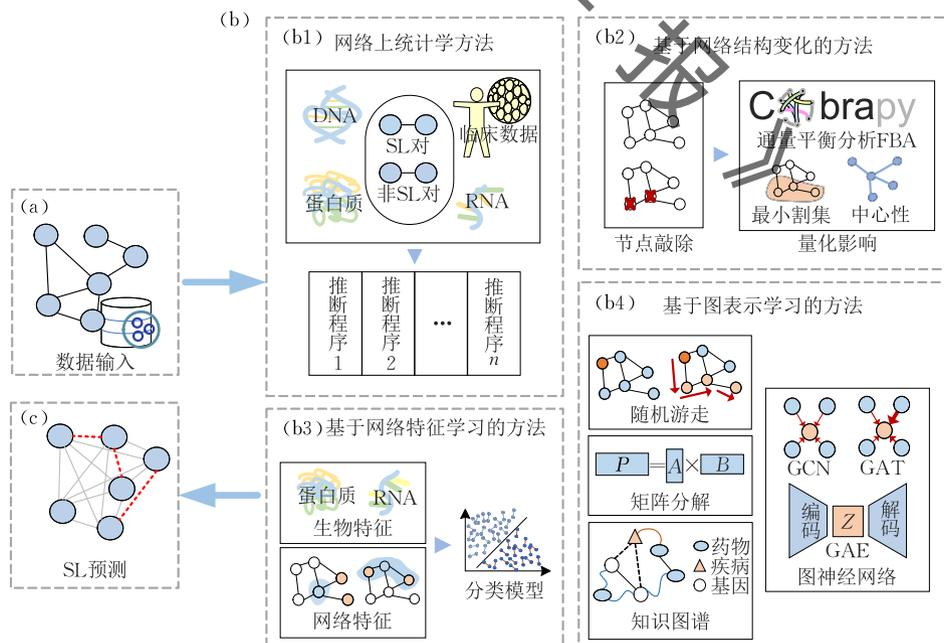 (a)
数据输入
(b)
(b1) 网络上统计学方法
DNA
SL对
非SL对
临床数据
蛋白质
RNA
推断程序1
推断程序2
…
推断程序n
(b2) 基于网络结构变化的方法
节点敲除
Cobrapy
通量平衡分析FBA
最小割集
中心性
量化影响
(b3)基于网络特征学习的方法
蛋白质
RNA
生物特征
网络特征
分类模型
(b4) 基于图表示学习的方法
随机游走
P=A×B
矩阵分解
药物
疾病
基因
知识图谱
GCN
GAT
编码
Z
解码
GAE
图神经网络
(c)
SL预测
报
》